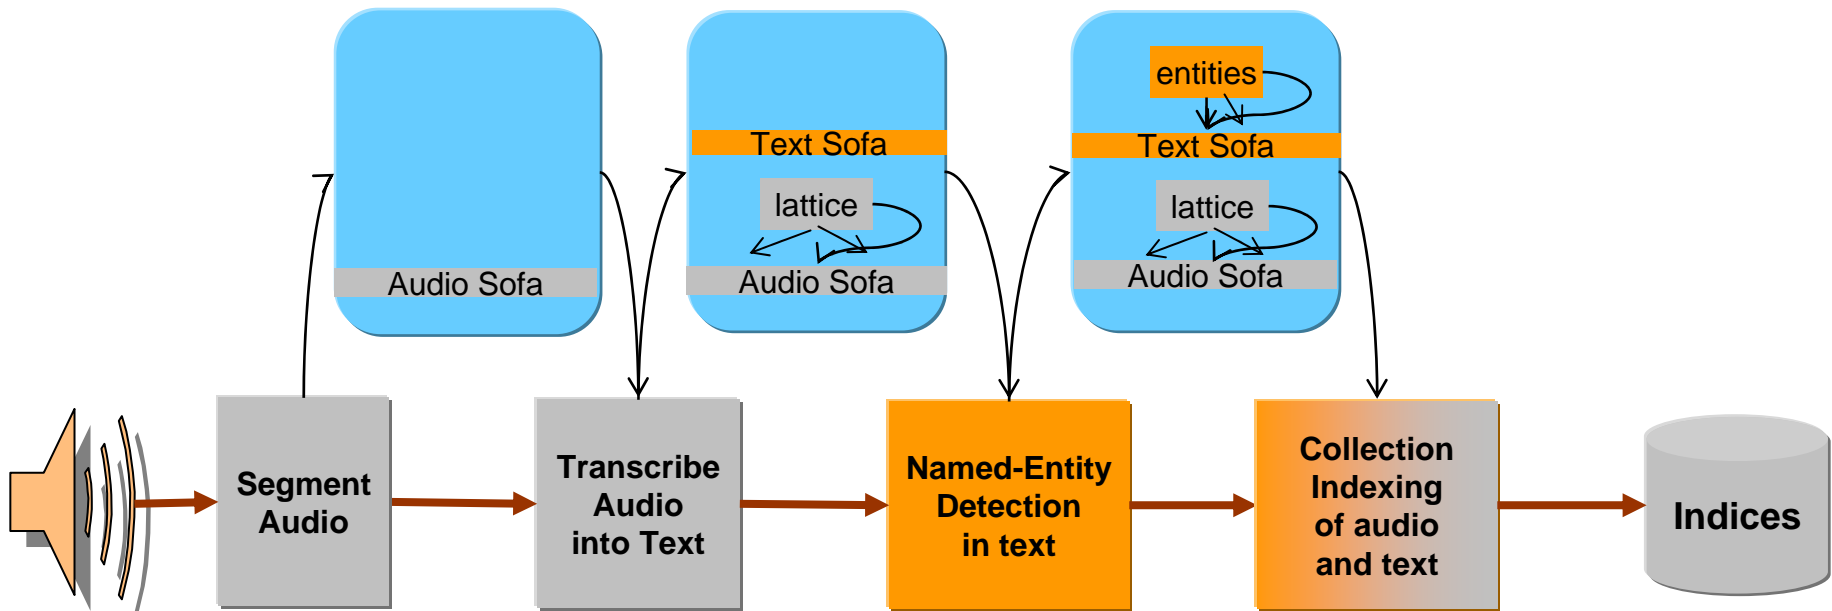 Audio Sofa
Text Sofa
lattice
Audio Sofa
entities
Text Sofa
lattice
Audio Sofa
Segment
Audio
Transcribe
Audio
into Text
Named-Entity
Detection
in text
Collection
Indexing
of audio
and text
Indices